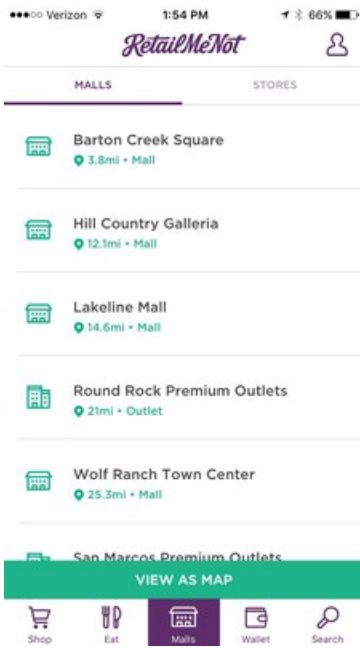 Verizon 1:54 PM 66%
RetailMeNot
MALLS STORES
Barton Creek Square
3.8mi • Mall
Hill Country Galleria
12.1mi • Mall
Lakeline Mall
14.6mi • Mall
Round Rock Premium Outlets
21mi • Outlet
Wolf Ranch Town Center
25.3mi • Mall
San Marcos Premium Outlets
VIEW AS MAP
Shop Eat Malls Wallet Search